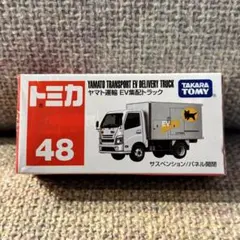 トミカ
YAMATO TRANSPORT EV DELIVERY TRUCK
ヤマト運輸 EV集配トラック
TAKARA
TOMY
48
サスペンション/パネル開閉